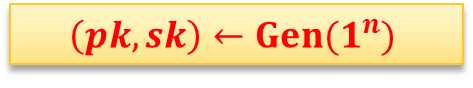 (pk, sk) ← Gen(1ⁿ)